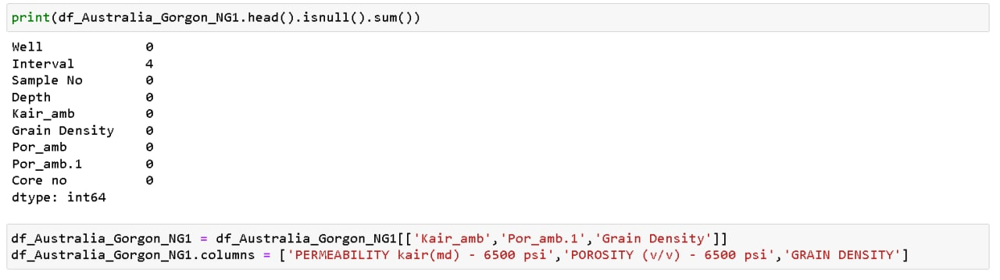 print(df_Australia_Gorgon_NG1.head().isnull().sum())
Well 0
Interval 4
Sample No 0
Depth 0
Kair_amb 0
Grain Density 0
Por_amb 0
Por_amb.1 0
Core no 0
dtype: int64
df_Australia_Gorgon_NG1 = df_Australia_Gorgon_NG1[['Kair_amb','Por_amb.1','Grain Density']]
df_Australia_Gorgon_NG1.columns = ['PERMEABILITY kair(md) - 6500 psi','POROSITY (v/v) - 6500 psi','GRAIN DENSITY']